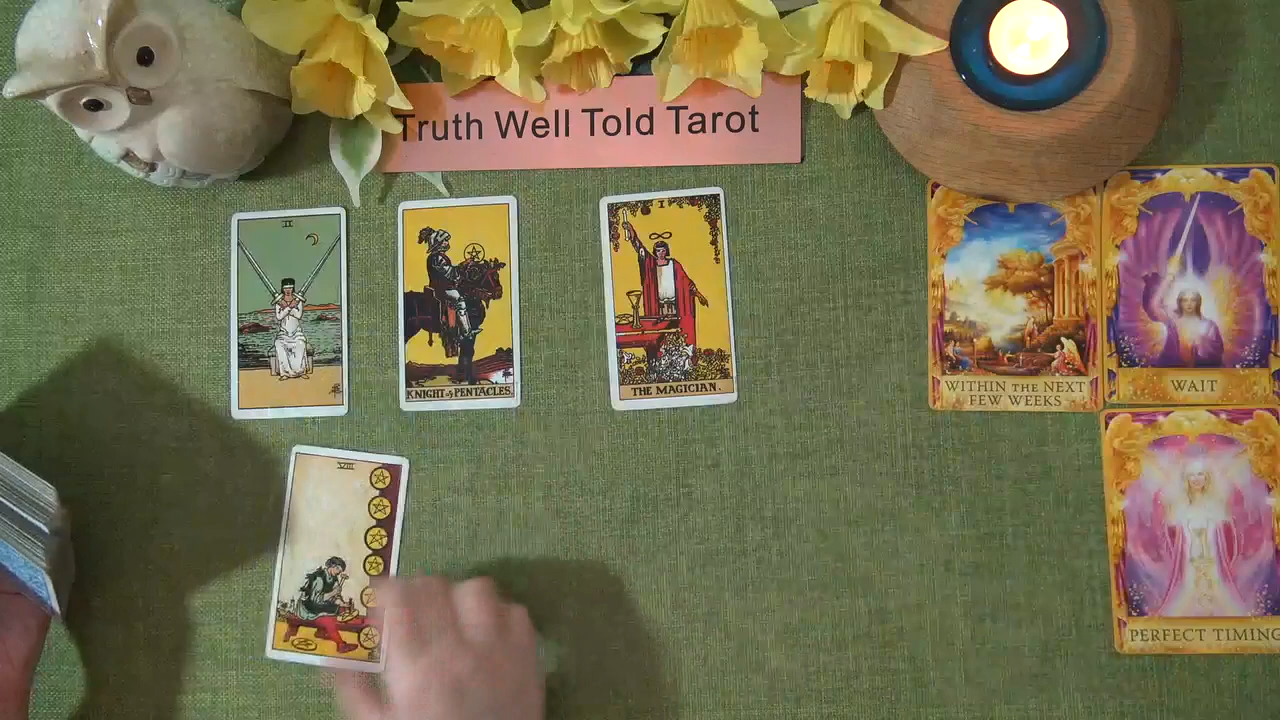 Truth Well Told Tarot
II
KNIGHT of PENTACLES
I
THE MAGICIAN.
WITHIN THE NEXT
FEW WEEKS
WAIT
VIII
PERFECT TIMING